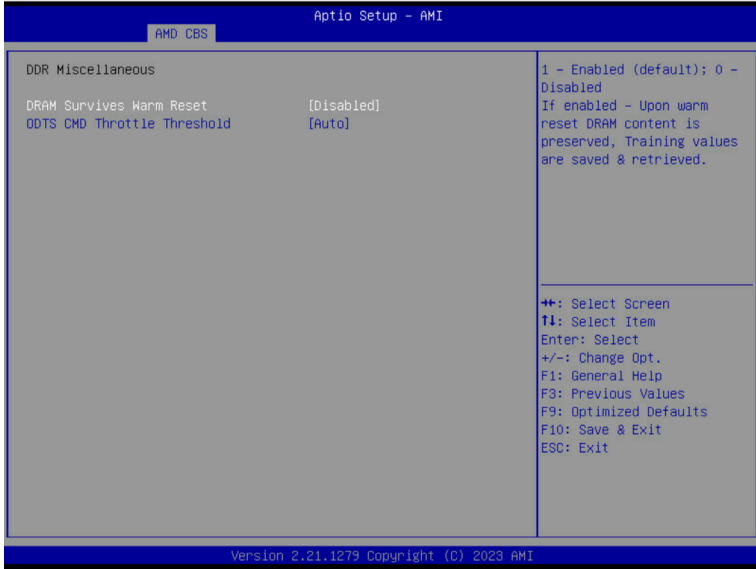 Aptio Setup - AMI
AMD CBS
DDR Miscellaneous
DRAM Survives Warm Reset [Disabled]
ODTS CMD Throttle Threshold [Auto]
1 - Enabled (default); 0 -
Disabled
If enabled - Upon warm
reset DRAM content is
preserved, Training values
are saved & retrieved.
→←: Select Screen
↑↓: Select Item
Enter: Select
+/-: Change Opt.
F1: General Help
F3: Previous Values
F9: Optimized Defaults
F10: Save & Exit
ESC: Exit
Version 2.21.1279 Copyright (C) 2023 AMI